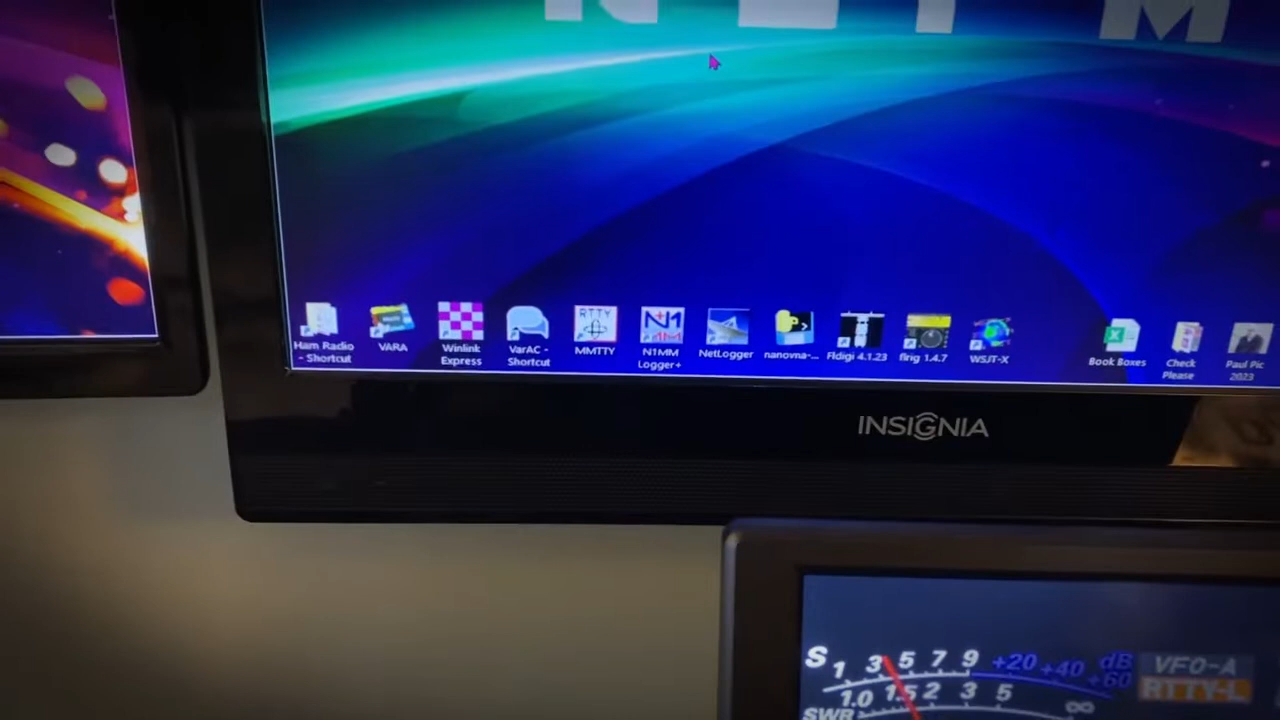 Ham Radio
- Shortcut
VARA
Winlink
Express
VarAC -
Shortcut
RTTY
MMTTY
N1
N1MM
Logger+
NetLogger
nanovna-...
Fldigi 4.1.23
flrig 1.4.7
WSJT-X
Book Boxes
Check
Please
Paul Pic
2023
INSIGNIA
S 1 3 5 7 9 +20 +40 +60 dB
VFO-A
RTTY-L
SWR 1.0 1.5 2 3 5 ∞